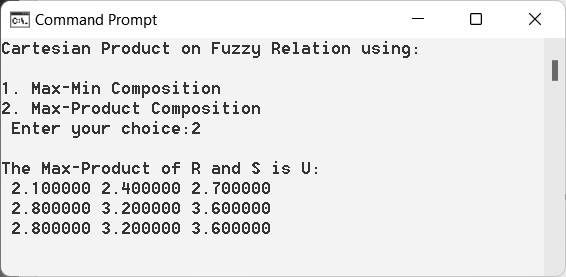 Command Prompt
Cartesian Product on Fuzzy Relation using:
1. Max-Min Composition
2. Max-Product Composition
Enter your choice:2
The Max-Product of R and S is U:
2.100000 2.400000 2.700000
2.800000 3.200000 3.600000
2.800000 3.200000 3.600000